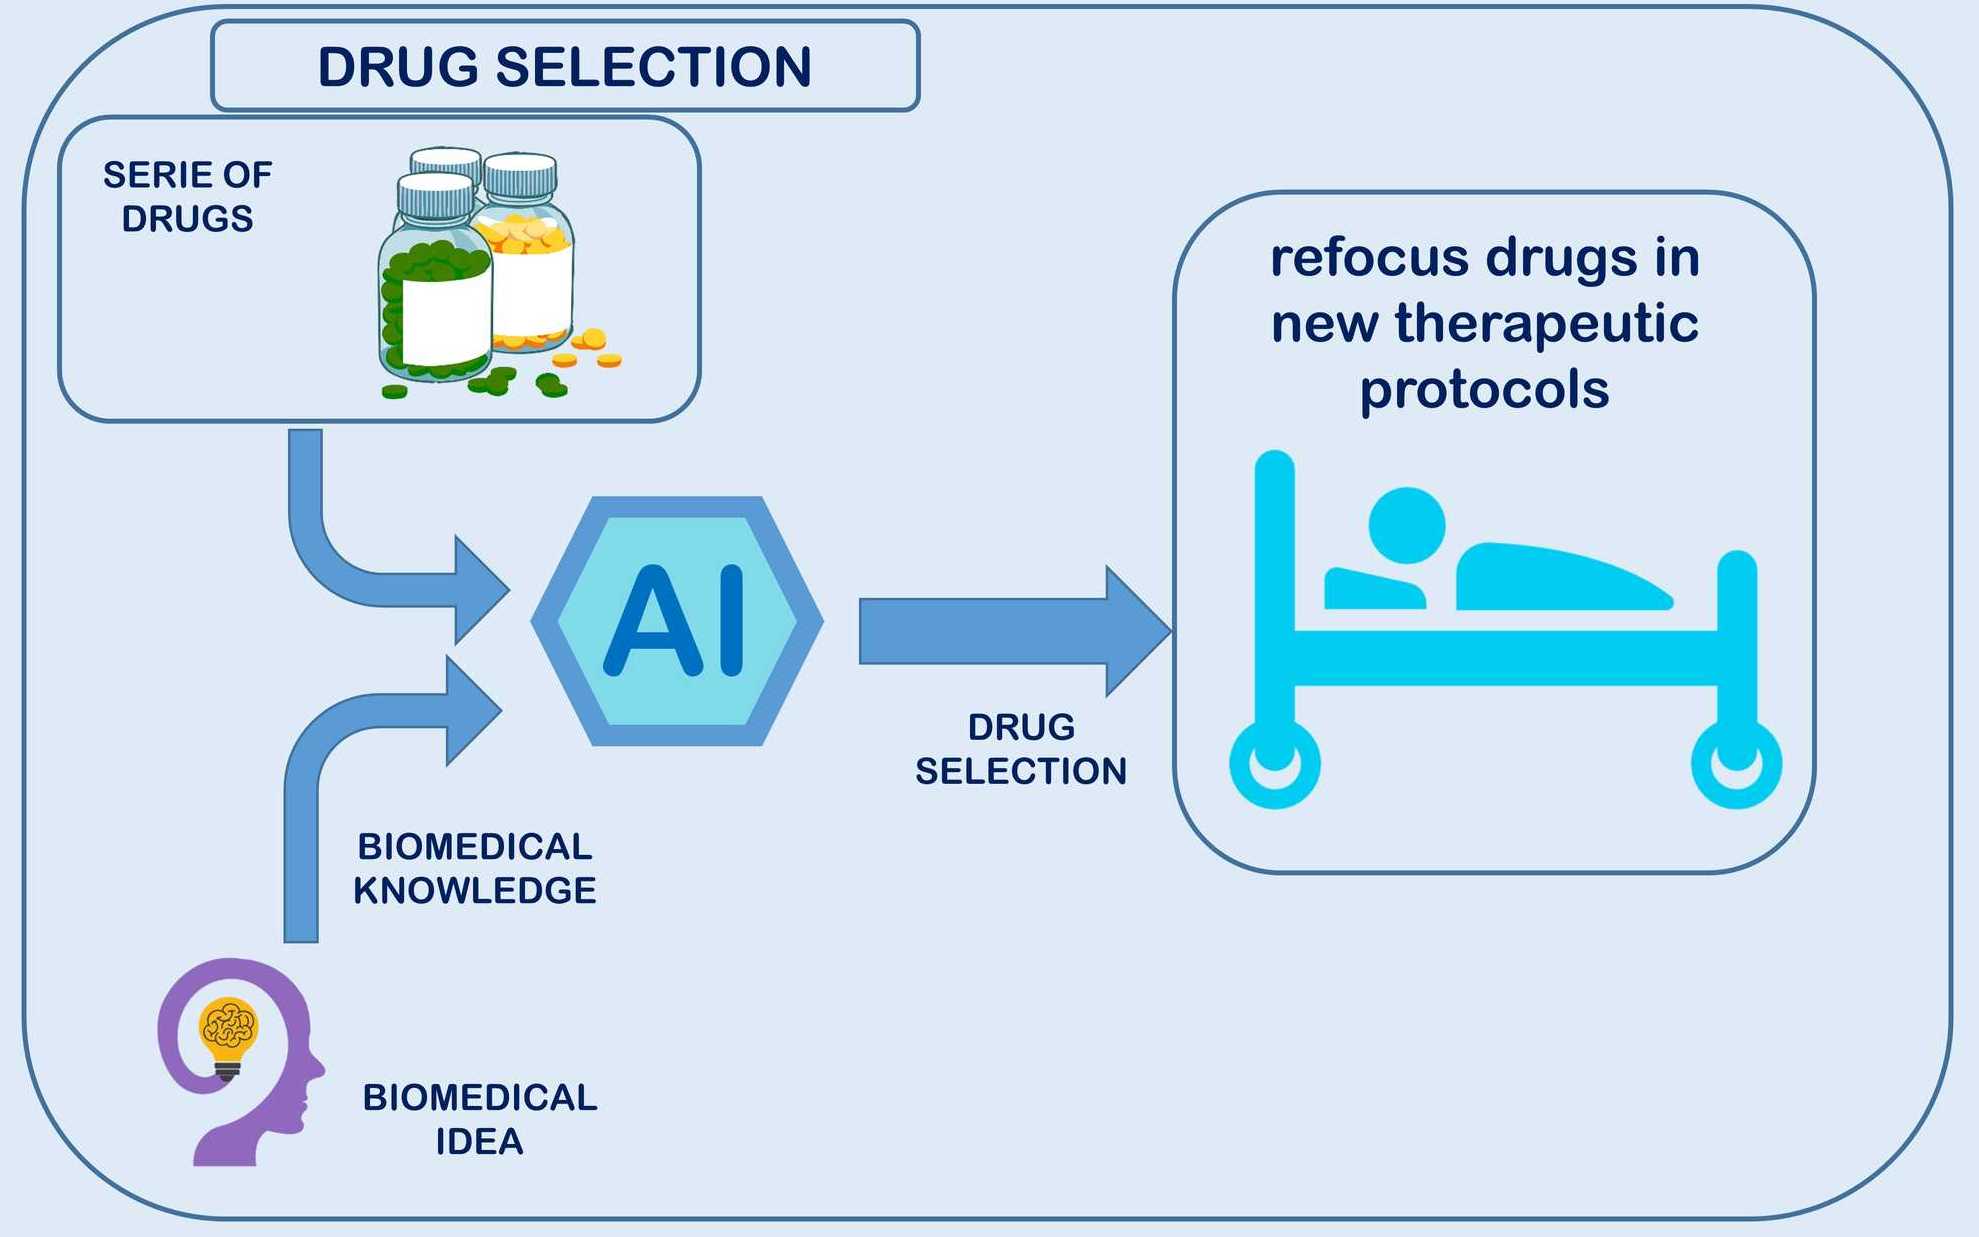 DRUG SELECTION
SERIE OF
DRUGS
refocus drugs in
new therapeutic
protocols
AI
DRUG
SELECTION
BIOMEDICAL
KNOWLEDGE
BIOMEDICAL
IDEA